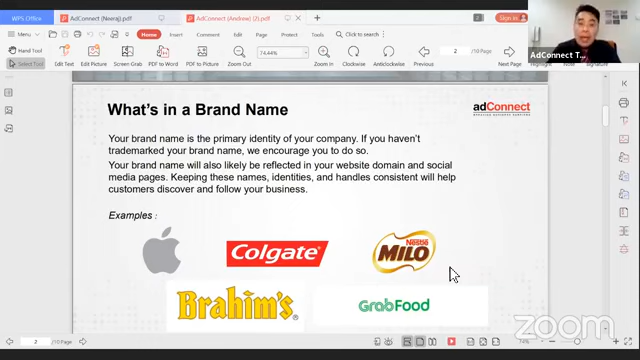 WPS Office
AdConnect (Neeraj).pdf
AdConnect (Andrew) (2).pdf
Sign in
Menu
Home
Insert
Comment
Edit
Page
Protect
Tools
Click to search
Hand Tool
Select Tool
Edit Text
Edit Picture
Screen Grab
PDF to Word
PDF to Picture
74.44%
Zoom Out
Zoom In
Clockwise
Anticlockwise
Previous
2 /10 Page
Next Page
Highlight
Note
Signature
AdConnect T...
What's in a Brand Name
adConnect
Your brand name is the primary identity of your company. If you haven't
trademarked your brand name, we encourage you to do so.
Your brand name will also likely be reflected in your website domain and social
media pages. Keeping these names, identities, and handles consistent will help
customers discover and follow your business.
Examples :
Colgate®
Nestlé
MILO
Brahim's®
GrabFood
2 /10 Page
74%
zoom
LIVE